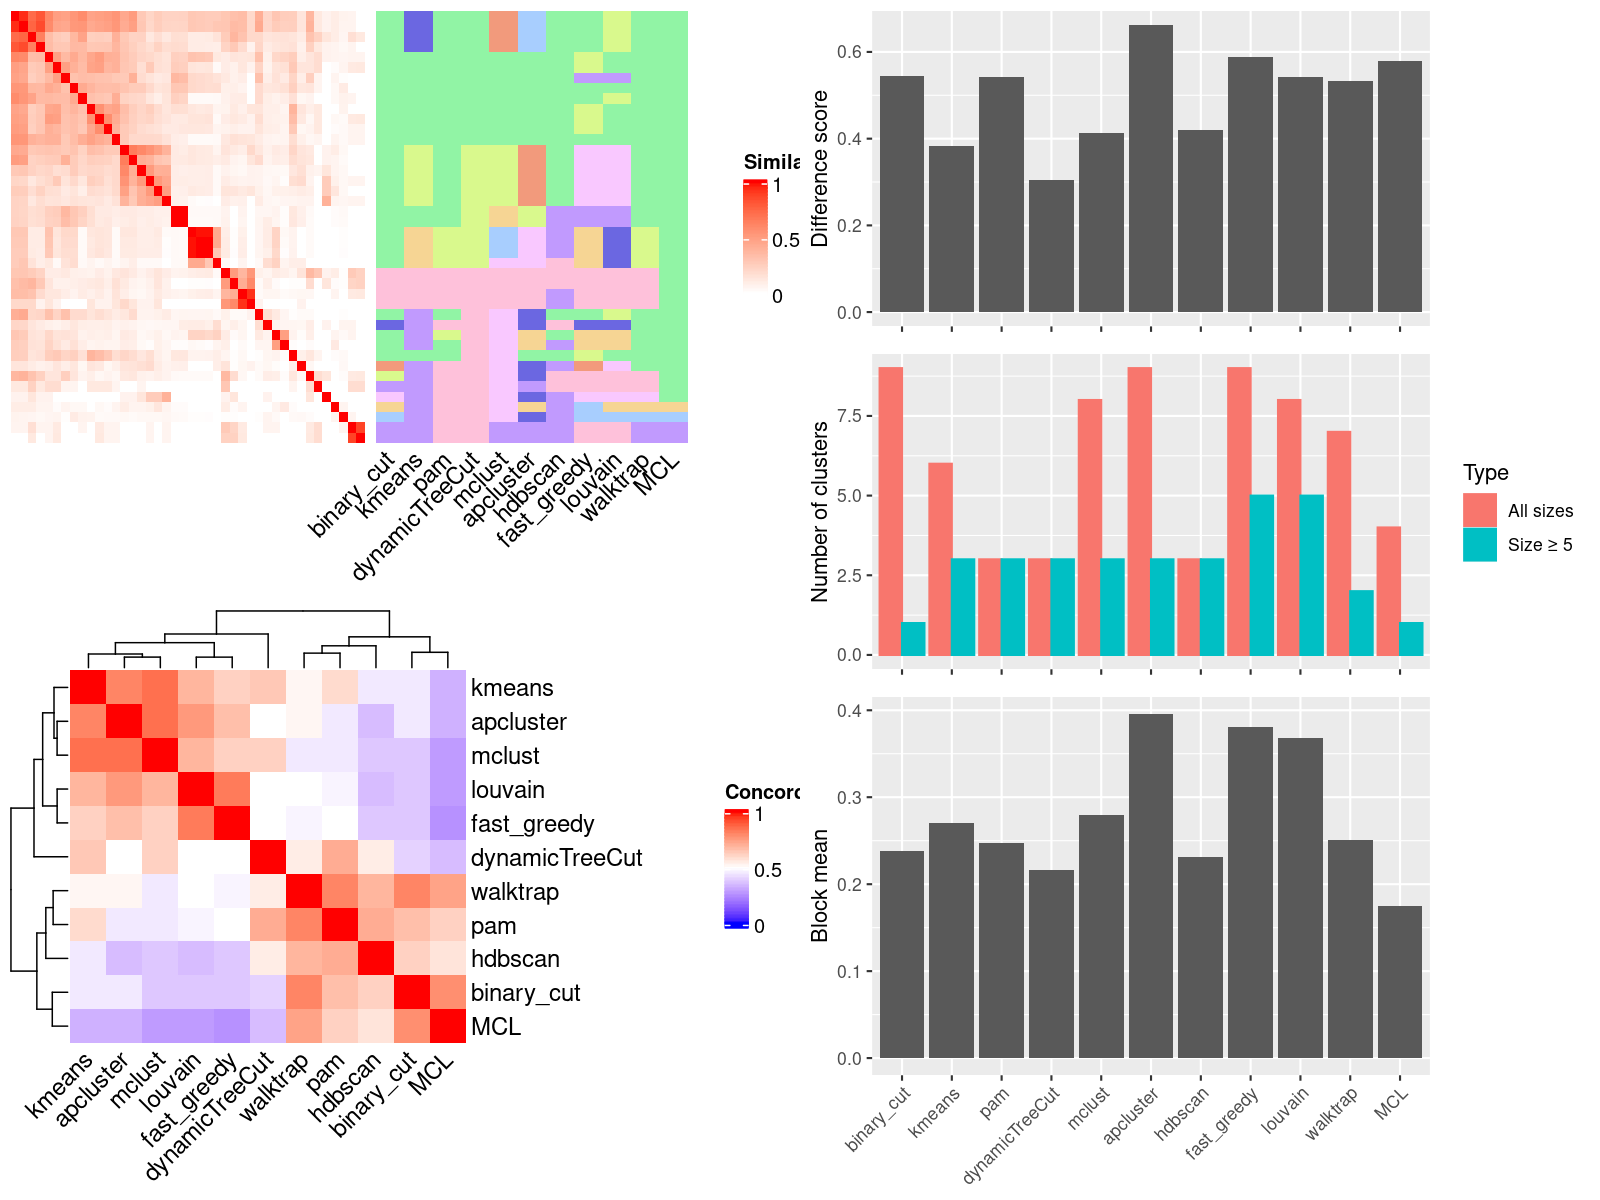 Simila
1
0.5
0
binary_cut
kmeans
pam
dynamicTreeCut
mclust
apcluster
hdbscan
fast_greedy
louvain
walktrap
MCL
Concord
1
0.5
0
kmeans
apcluster
mclust
louvain
fast_greedy
dynamicTreeCut
walktrap
pam
hdbscan
binary_cut
MCL
kmeans
apcluster
mclust
louvain
fast_greedy
dynamicTreeCut
walktrap
pam
hdbscan
binary_cut
MCL
Difference score
0.6
0.4
0.2
0.0
Number of clusters
7.5
5.0
2.5
0.0
Type
All sizes
Size ≥ 5
Block mean
0.4
0.3
0.2
0.1
0.0
binary_cut
kmeans
pam
dynamicTreeCut
mclust
apcluster
hdbscan
fast_greedy
louvain
walktrap
MCL